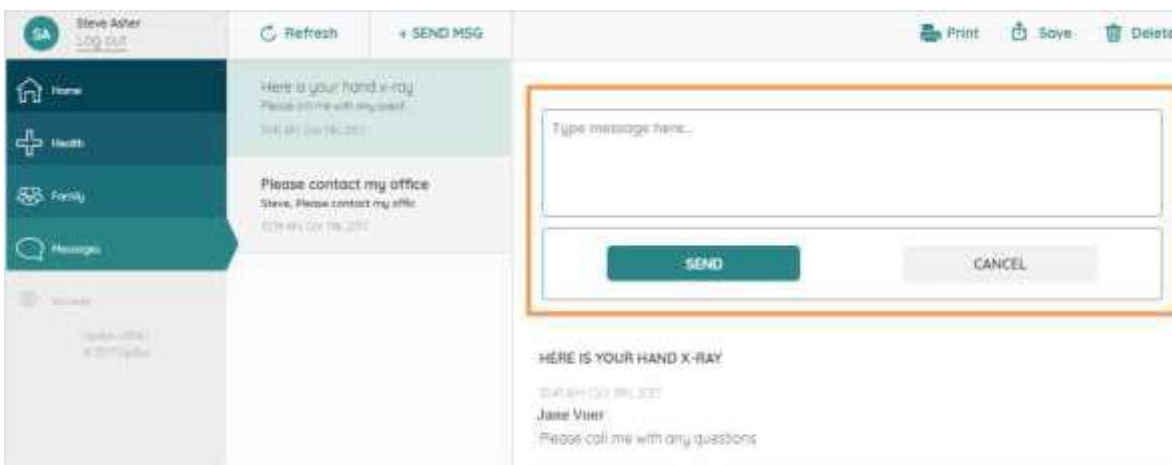 SA
Steve Asher
Log out
Refresh
+ SEND MSG
Print
Save
Delete
Home
Health
Family
Messages
Here is your hand x-ray
Please call me with any quest
Please contact my office
Steve, Please contact my offic
Type message here...
SEND
CANCEL
HERE IS YOUR HAND X-RAY
Jane Vuer
Please call me with any questions